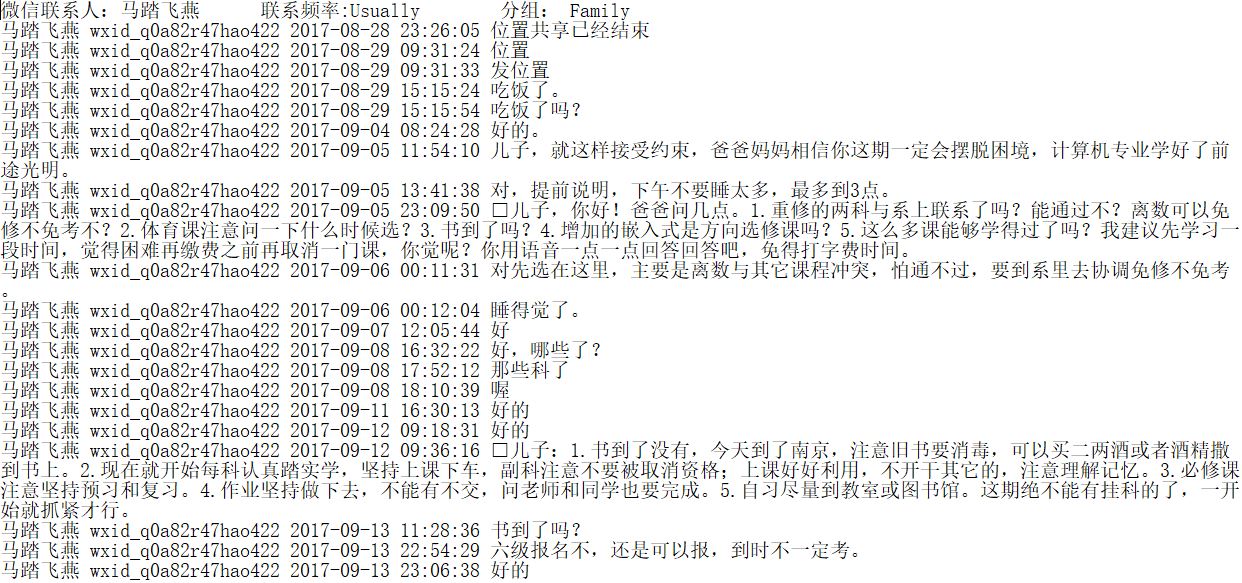 微信联系人：马踏飞燕 联系频率:Usually 分组： Family
马踏飞燕 wxid_q0a82r47hao422 2017-08-28 23:26:05 位置共享已经结束
马踏飞燕 wxid_q0a82r47hao422 2017-08-29 09:31:24 位置
马踏飞燕 wxid_q0a82r47hao422 2017-08-29 09:31:33 发位置
马踏飞燕 wxid_q0a82r47hao422 2017-08-29 15:15:24 吃饭了。
马踏飞燕 wxid_q0a82r47hao422 2017-08-29 15:15:54 吃饭了吗？
马踏飞燕 wxid_q0a82r47hao422 2017-09-04 08:24:28 好的。
马踏飞燕 wxid_q0a82r47hao422 2017-09-05 11:54:10 儿子，就这样接受约束，爸爸妈妈相信你这期一定会摆脱困境，计算机专业学好了前
途光明。
马踏飞燕 wxid_q0a82r47hao422 2017-09-05 13:41:38 对，提前说明，下午不要睡太多，最多到3点。
马踏飞燕 wxid_q0a82r47hao422 2017-09-05 23:09:50 □儿子，你好！爸爸问几点。1.重修的两科与系上联系了吗？能通过不？离数可以免
修不免考不？2.体育课注意问一下什么时候选？3.书到了吗？4.增加的嵌入式是方向选修课吗？5.这么多课能够学得过了吗？我建议先学习一
段时间，觉得困难再缴费之前再取消一门课，你觉呢？你用语音一点一点回答回答吧，免得打字费时间。
马踏飞燕 wxid_q0a82r47hao422 2017-09-06 00:11:31 对先选在这里，主要是离数与其它课程冲突，怕通不过，要到系里去协调免修不免考
。
马踏飞燕 wxid_q0a82r47hao422 2017-09-06 00:12:04 睡得觉了。
马踏飞燕 wxid_q0a82r47hao422 2017-09-07 12:05:44 好
马踏飞燕 wxid_q0a82r47hao422 2017-09-08 16:32:22 好，哪些了？
马踏飞燕 wxid_q0a82r47hao422 2017-09-08 17:52:12 那些科了
马踏飞燕 wxid_q0a82r47hao422 2017-09-08 18:10:39 喔
马踏飞燕 wxid_q0a82r47hao422 2017-09-11 16:30:13 好的
马踏飞燕 wxid_q0a82r47hao422 2017-09-12 09:18:31 好的
马踏飞燕 wxid_q0a82r47hao422 2017-09-12 09:36:16 □儿子：1.书到了没有，今天到了南京，注意旧书要消毒，可以买二两酒或者酒精撒
到书上。2.现在就开始每科认真踏实学，坚持上课下车，副科注意不要被取消资格；上课好好利用，不开干其它的，注意理解记忆。3.必修课
注意坚持预习和复习。4.作业坚持做下去，不能有不交，问老师和同学也要完成。5.自习尽量到教室或图书馆。这期绝不能有挂科的了，一开
始就抓紧才行。
马踏飞燕 wxid_q0a82r47hao422 2017-09-13 11:28:36 书到了吗？
马踏飞燕 wxid_q0a82r47hao422 2017-09-13 22:54:29 六级报名不，还是可以报，到时不一定考。
马踏飞燕 wxid_q0a82r47hao422 2017-09-13 23:06:38 好的